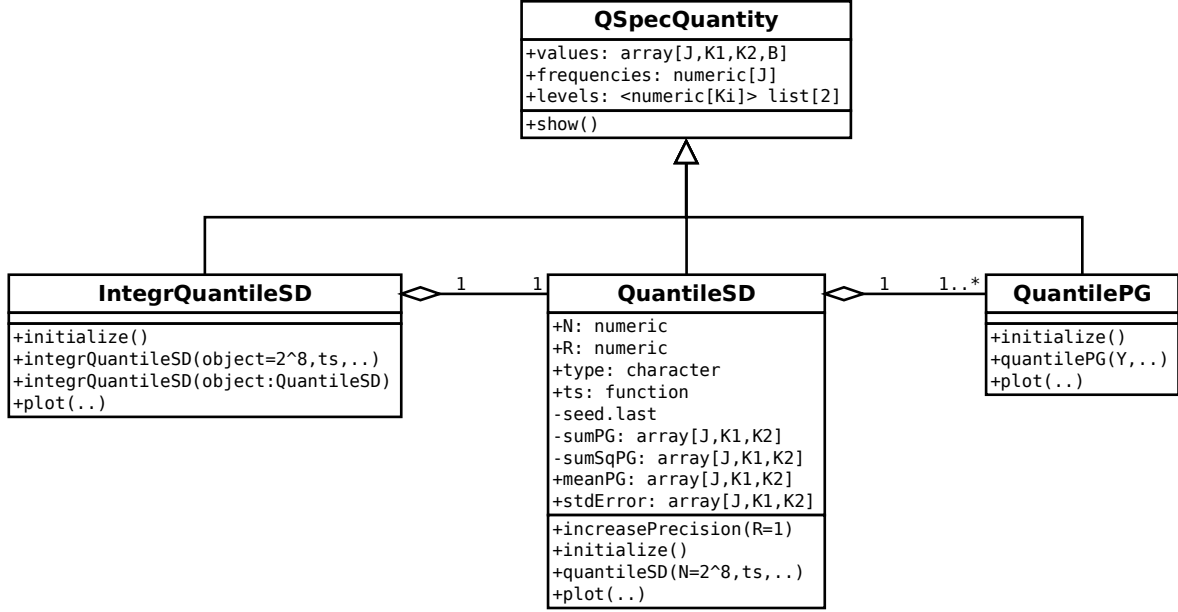 QSpecQuantity
+values: array[J,K1,K2,B]
+frequencies: numeric[J]
+levels: <numeric[Ki]> list[2]
+show()
IntegrQuantileSD
+initialize()
+integrQuantileSD(object=2^8,ts,..)
+integrQuantileSD(object:QuantileSD)
+plot(..)
1
1
QuantileSD
+N: numeric
+R: numeric
+type: character
+ts: function
-seed.last
-sumPG: array[J,K1,K2]
-sumSqPG: array[J,K1,K2]
+meanPG: array[J,K1,K2]
+stdError: array[J,K1,K2]
+increasePrecision(R=1)
+initialize()
+quantileSD(N=2^8,ts,..)
+plot(..)
1
1..*
QuantilePG
+initialize()
+quantilePG(Y,..)
+plot(..)